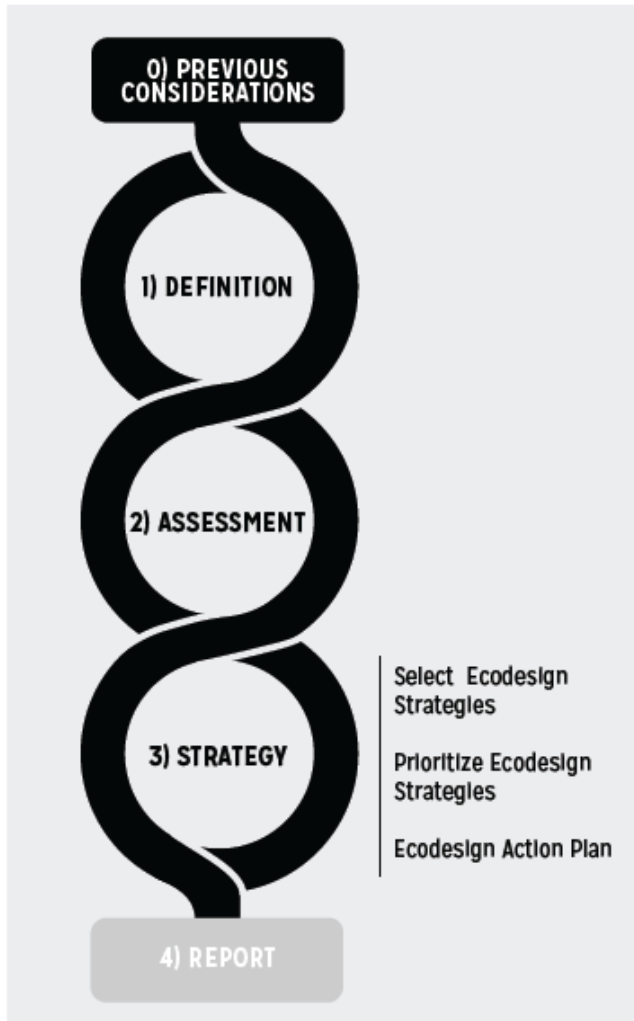 0) PREVIOUS
CONSIDERATIONS
1) DEFINITION
2) ASSESSMENT
3) STRATEGY
Select Ecodesign
Strategies
Prioritize Ecodesign
Strategies
Ecodesign Action Plan
4) REPORT